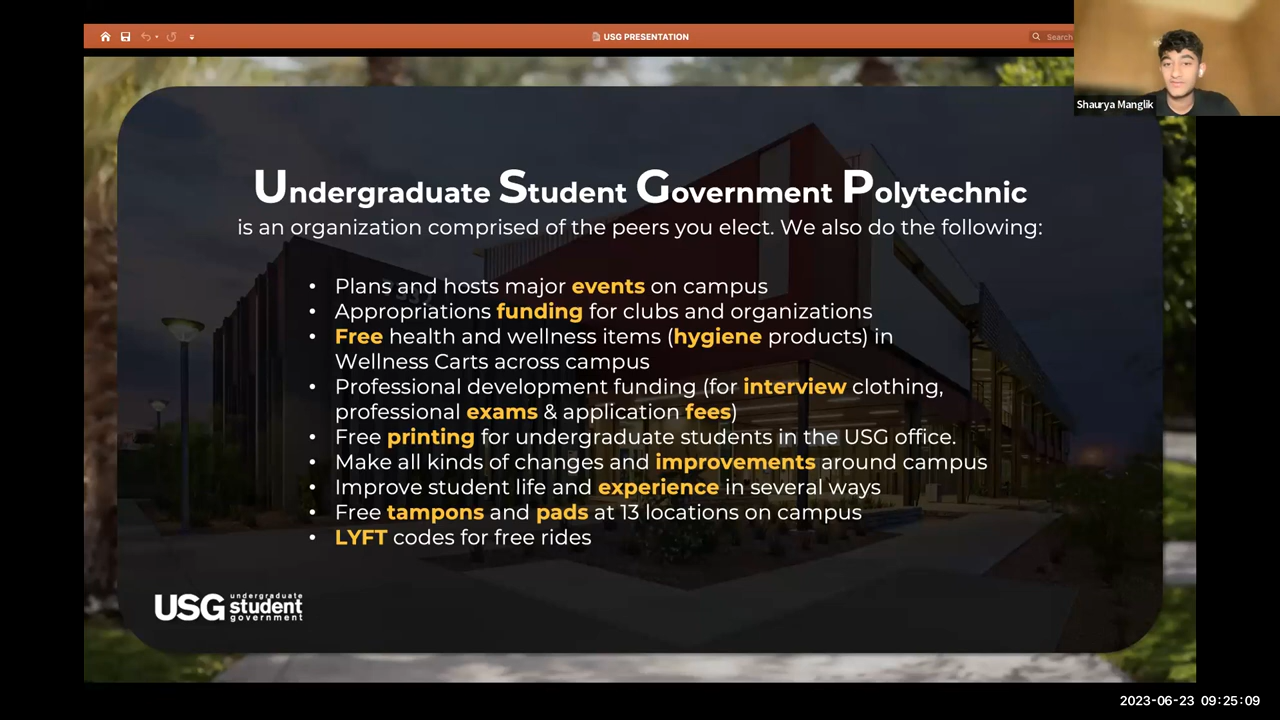 USG PRESENTATION
Search
Shaurya Manglik
Undergraduate Student Government Polytechnic
is an organization comprised of the peers you elect. We also do the following:
• Plans and hosts major events on campus
• Appropriations funding for clubs and organizations
• Free health and wellness items (hygiene products) in
Wellness Carts across campus
• Professional development funding (for interview clothing,
professional exams & application fees)
• Free printing for undergraduate students in the USG office.
• Make all kinds of changes and improvements around campus
• Improve student life and experience in several ways
• Free tampons and pads at 13 locations on campus
• LYFT codes for free rides
USG undergraduate
student
government
2023-06-23 09:25:09